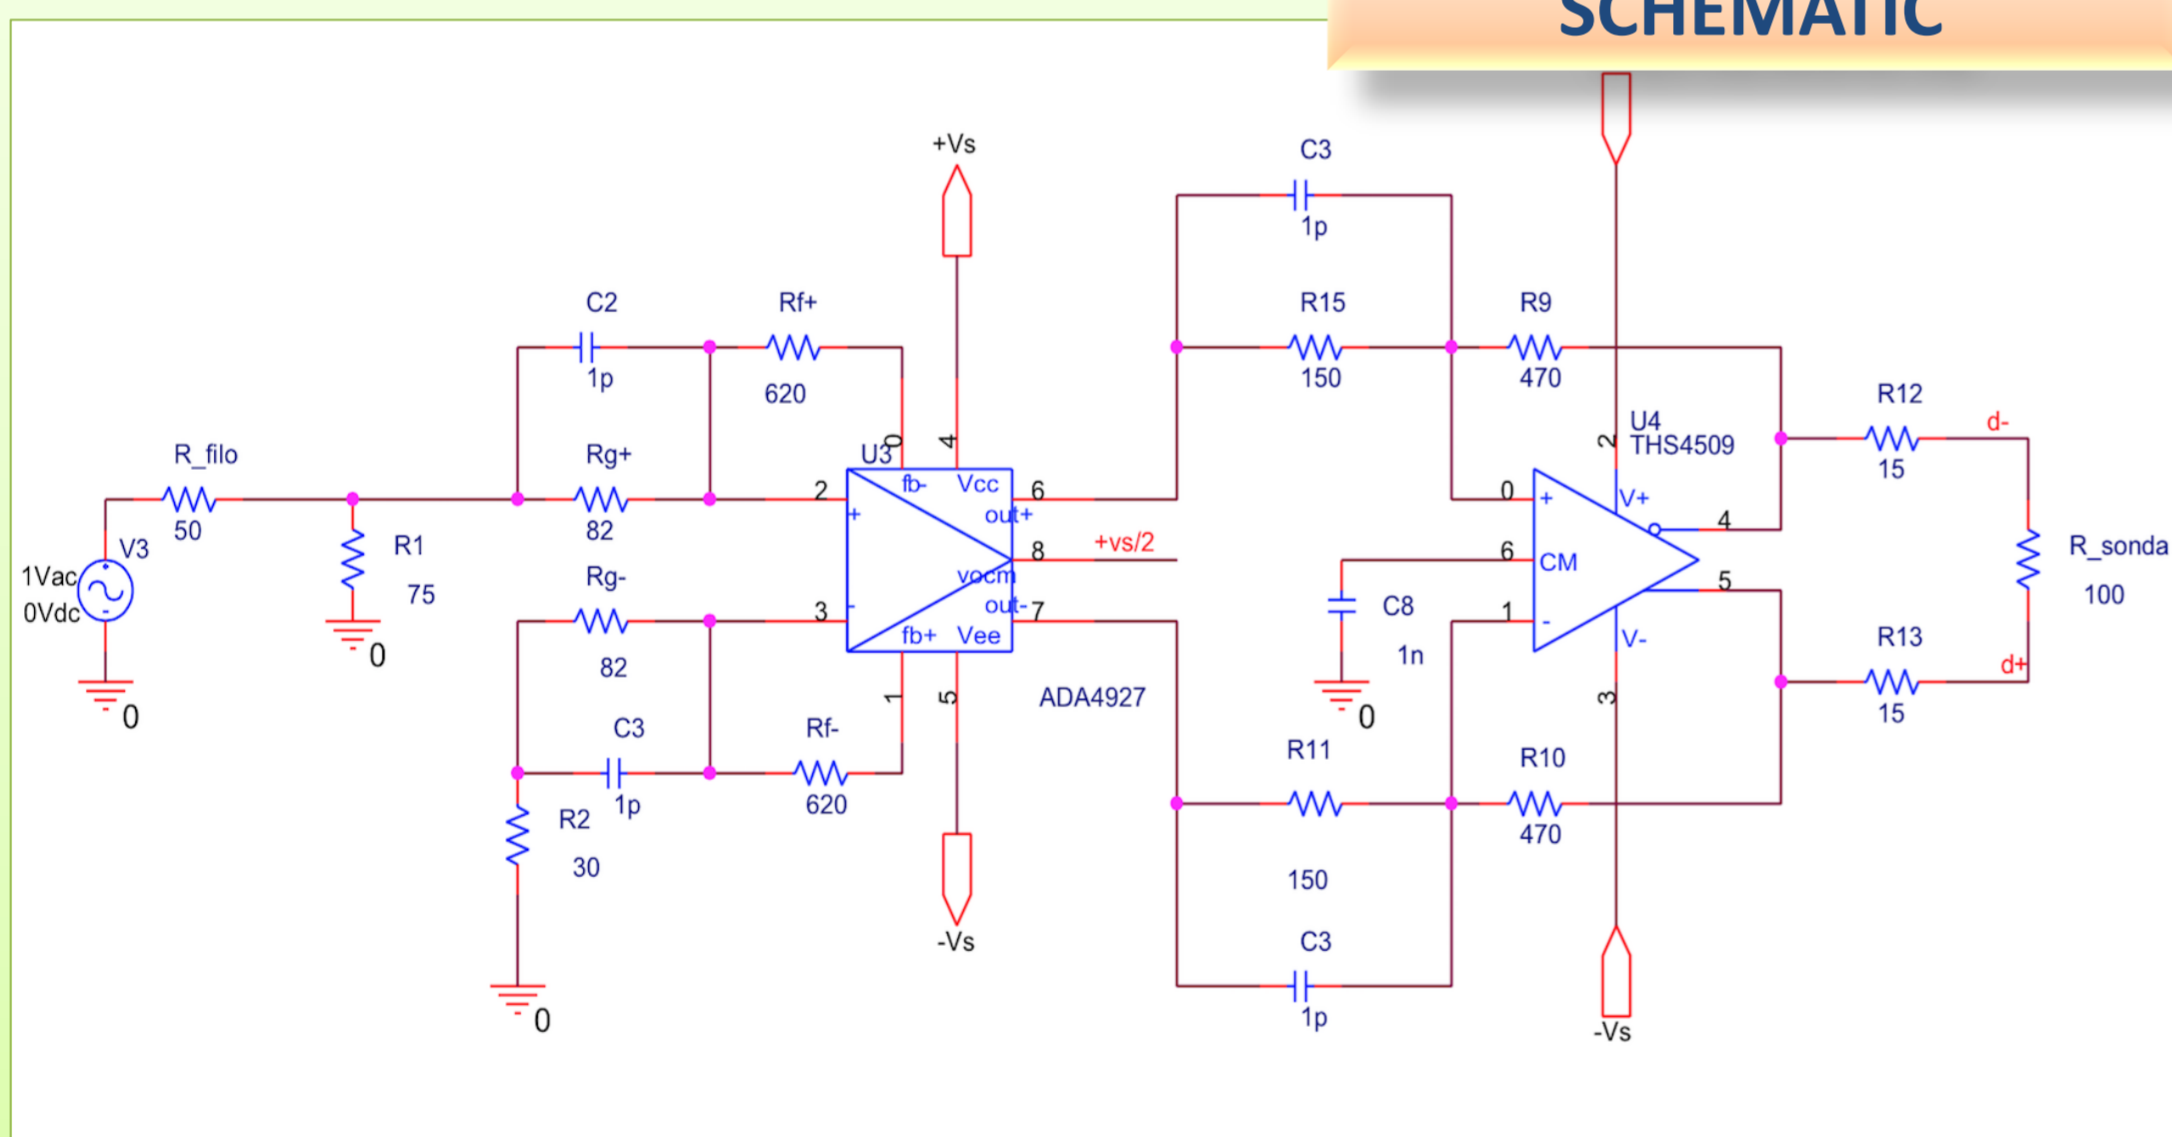 SCHEMATIC
+Vs
C3
1p
C2
1p
Rf+
620
R15
150
R9
470
R_filo
50
Rg+
82
R1
75
0
V3
1Vac
0Vdc
0
Rg-
82
C3
1p
Rf-
620
R2
30
0
U3
0
4
fb-
Vcc
2
+
6
out+
8
+vs/2
vocm
3
-
out-
7
fb+
Vee
1
5
ADA4927
-Vs
U4
THS4509
2
0
+
V+
4
6
CM
5
1
-
V-
3
C8
1n
0
R11
150
R10
470
C3
1p
-Vs
R12
15
d-
R_sonda
100
R13
15
d+